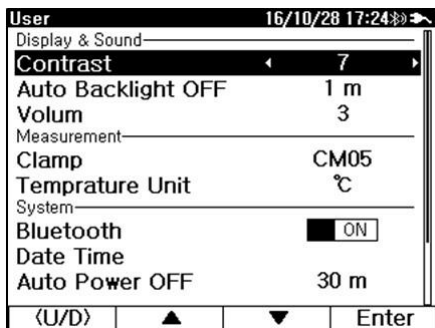 User 16/10/28 17:24
Display & Sound
Contrast 7
Auto Backlight OFF 1 m
Volum 3
Measurement
Clamp CM05
Temprature Unit ℃
System
Bluetooth ON
Date Time
Auto Power OFF 30 m
⟨U/D⟩ ▲ ▼ Enter